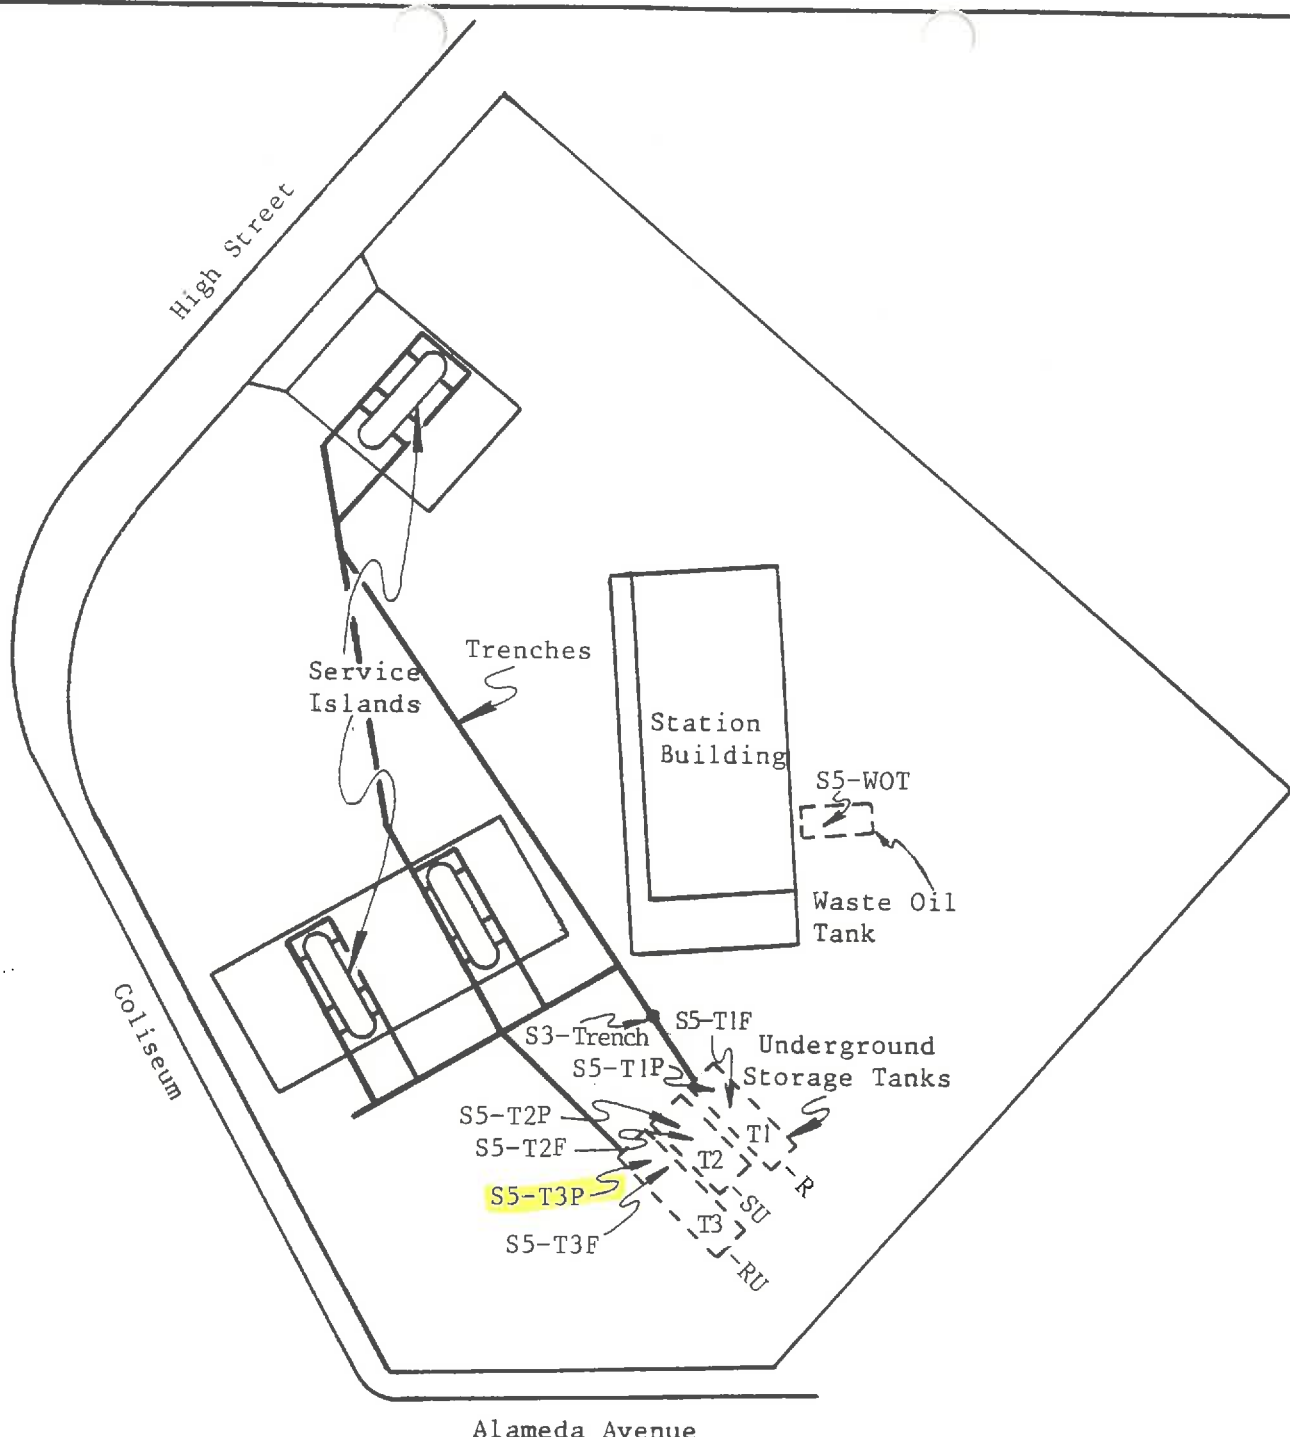 High Street
Trenches
Service
Islands
Station
Building
S5-WOT
Waste Oil
Tank
Coliseum
S3-Trench
S5-T1F
Underground
Storage Tanks
S5-T1P
S5-T2P
S5-T2F
S5-T3P
S5-T3F
T1
T2
T3
R
SU
RU
Alameda Avenue